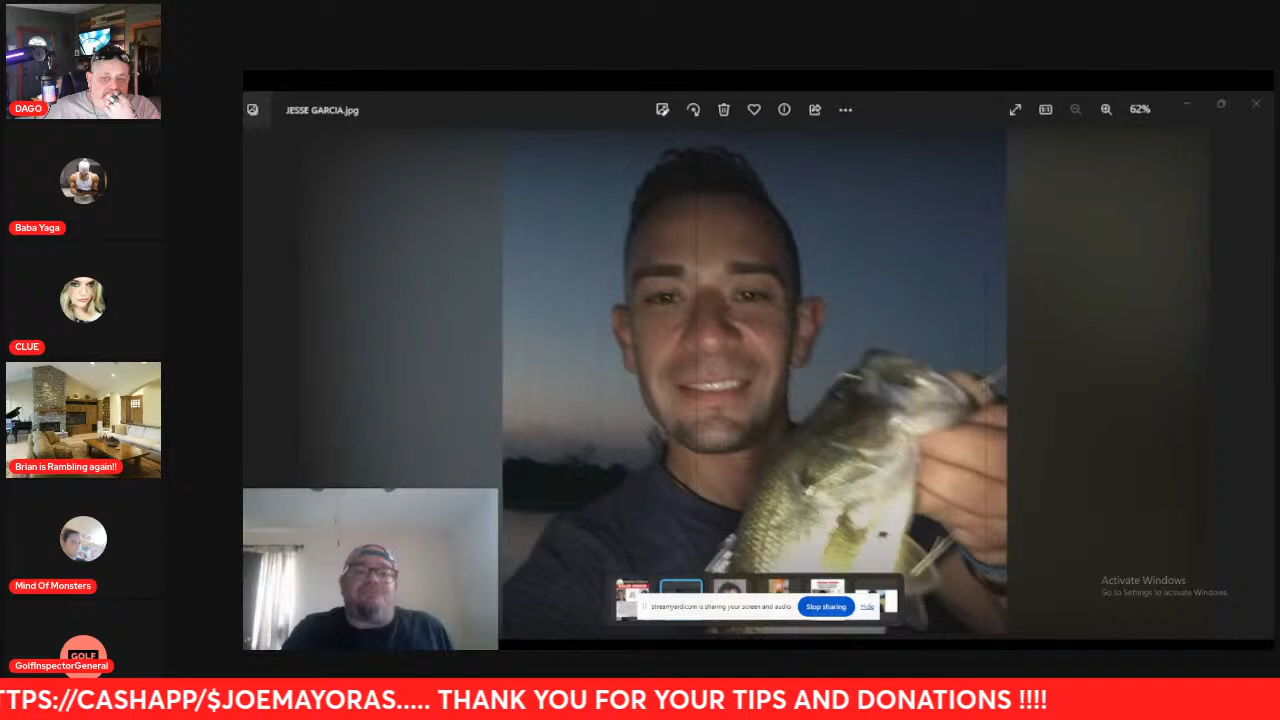 DAGO
Baba Yaga
CLUE
Brian is Rambling again!!
Mind Of Monsters
GOLF
GolfInspectorGeneral
JESSE GARCIA.jpg
62%
streamyard.com is sharing your screen and audio.
Stop sharing
Hide
Activate Windows
Go to Settings to activate Windows.
TTPS://CASHAPP/$JOEMAYORAS..... THANK YOU FOR YOUR TIPS AND DONATIONS !!!!